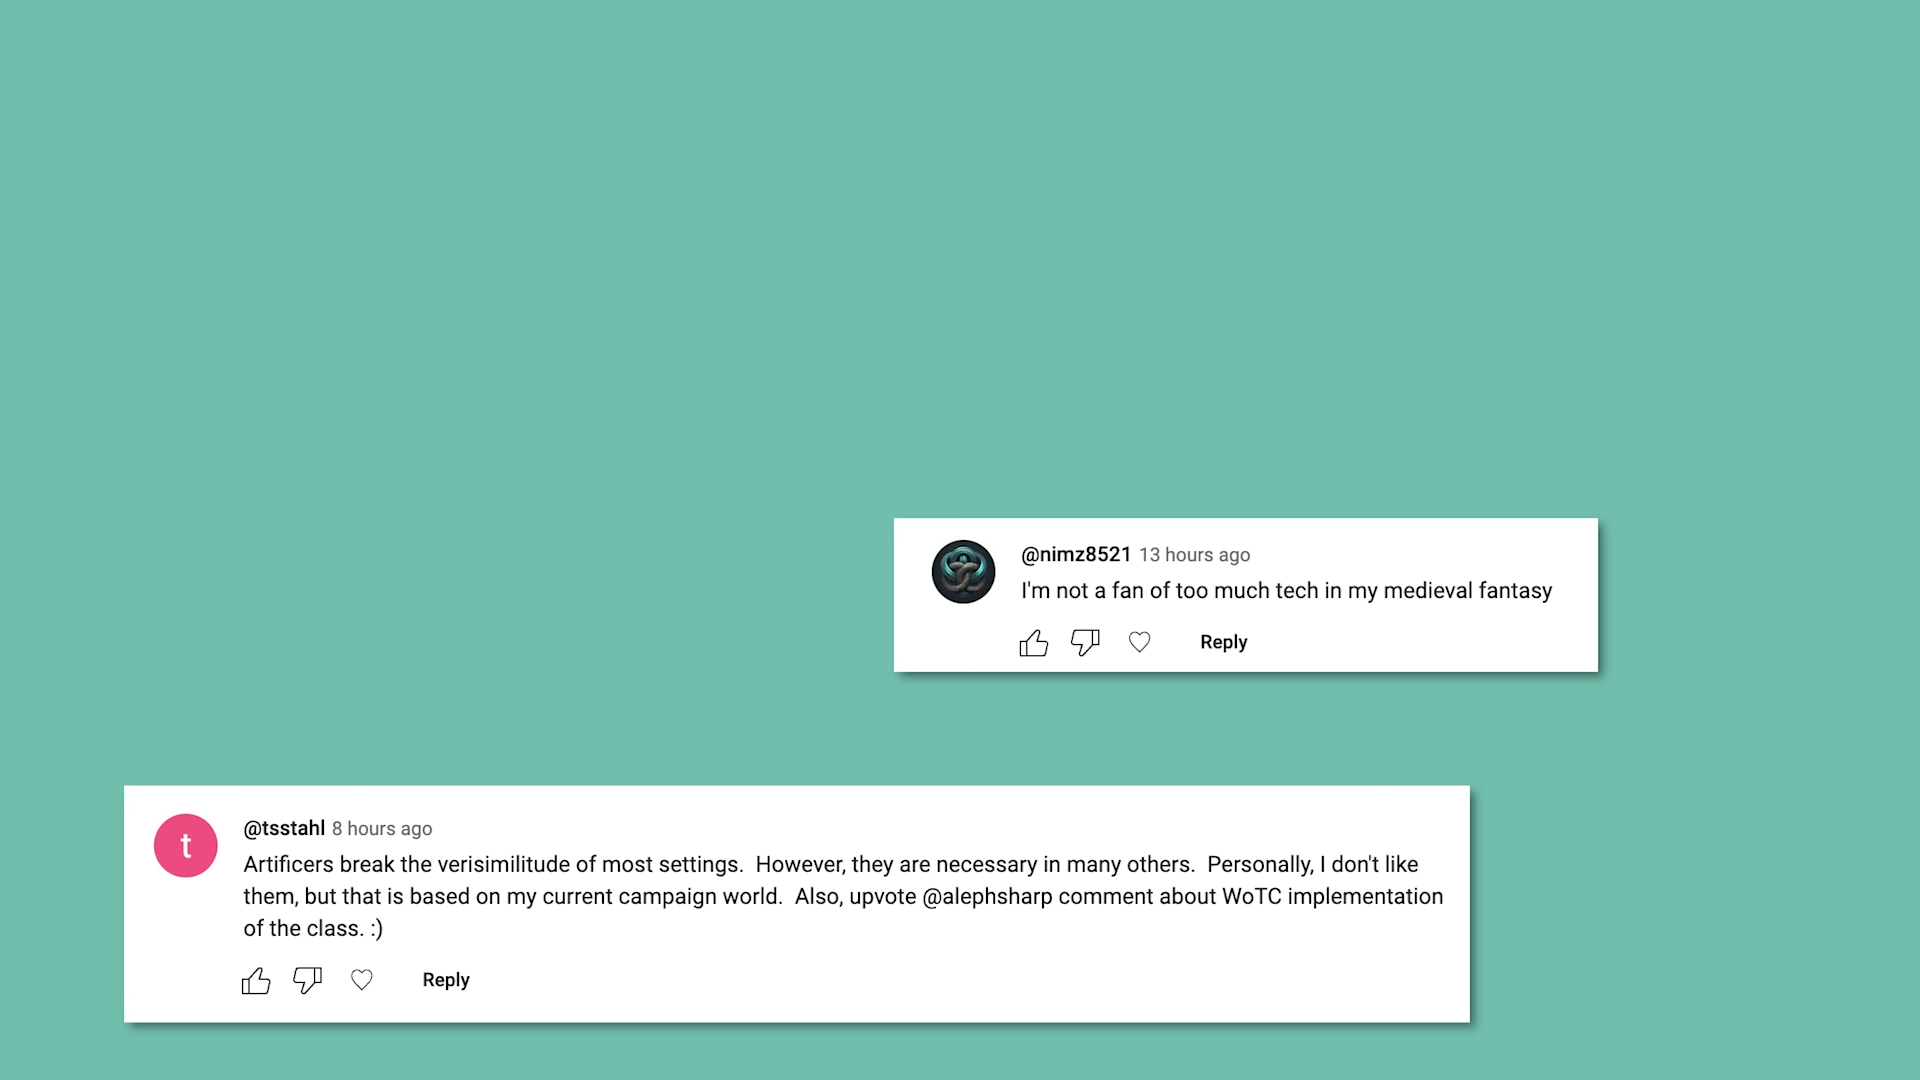 @nimz8521 13 hours ago
I'm not a fan of too much tech in my medieval fantasy
Reply
t
@tsstahl 8 hours ago
Artificers break the verisimilitude of most settings.  However, they are necessary in many others.  Personally, I don't like
them, but that is based on my current campaign world.  Also, upvote @alephsharp comment about WoTC implementation
of the class. :)
Reply